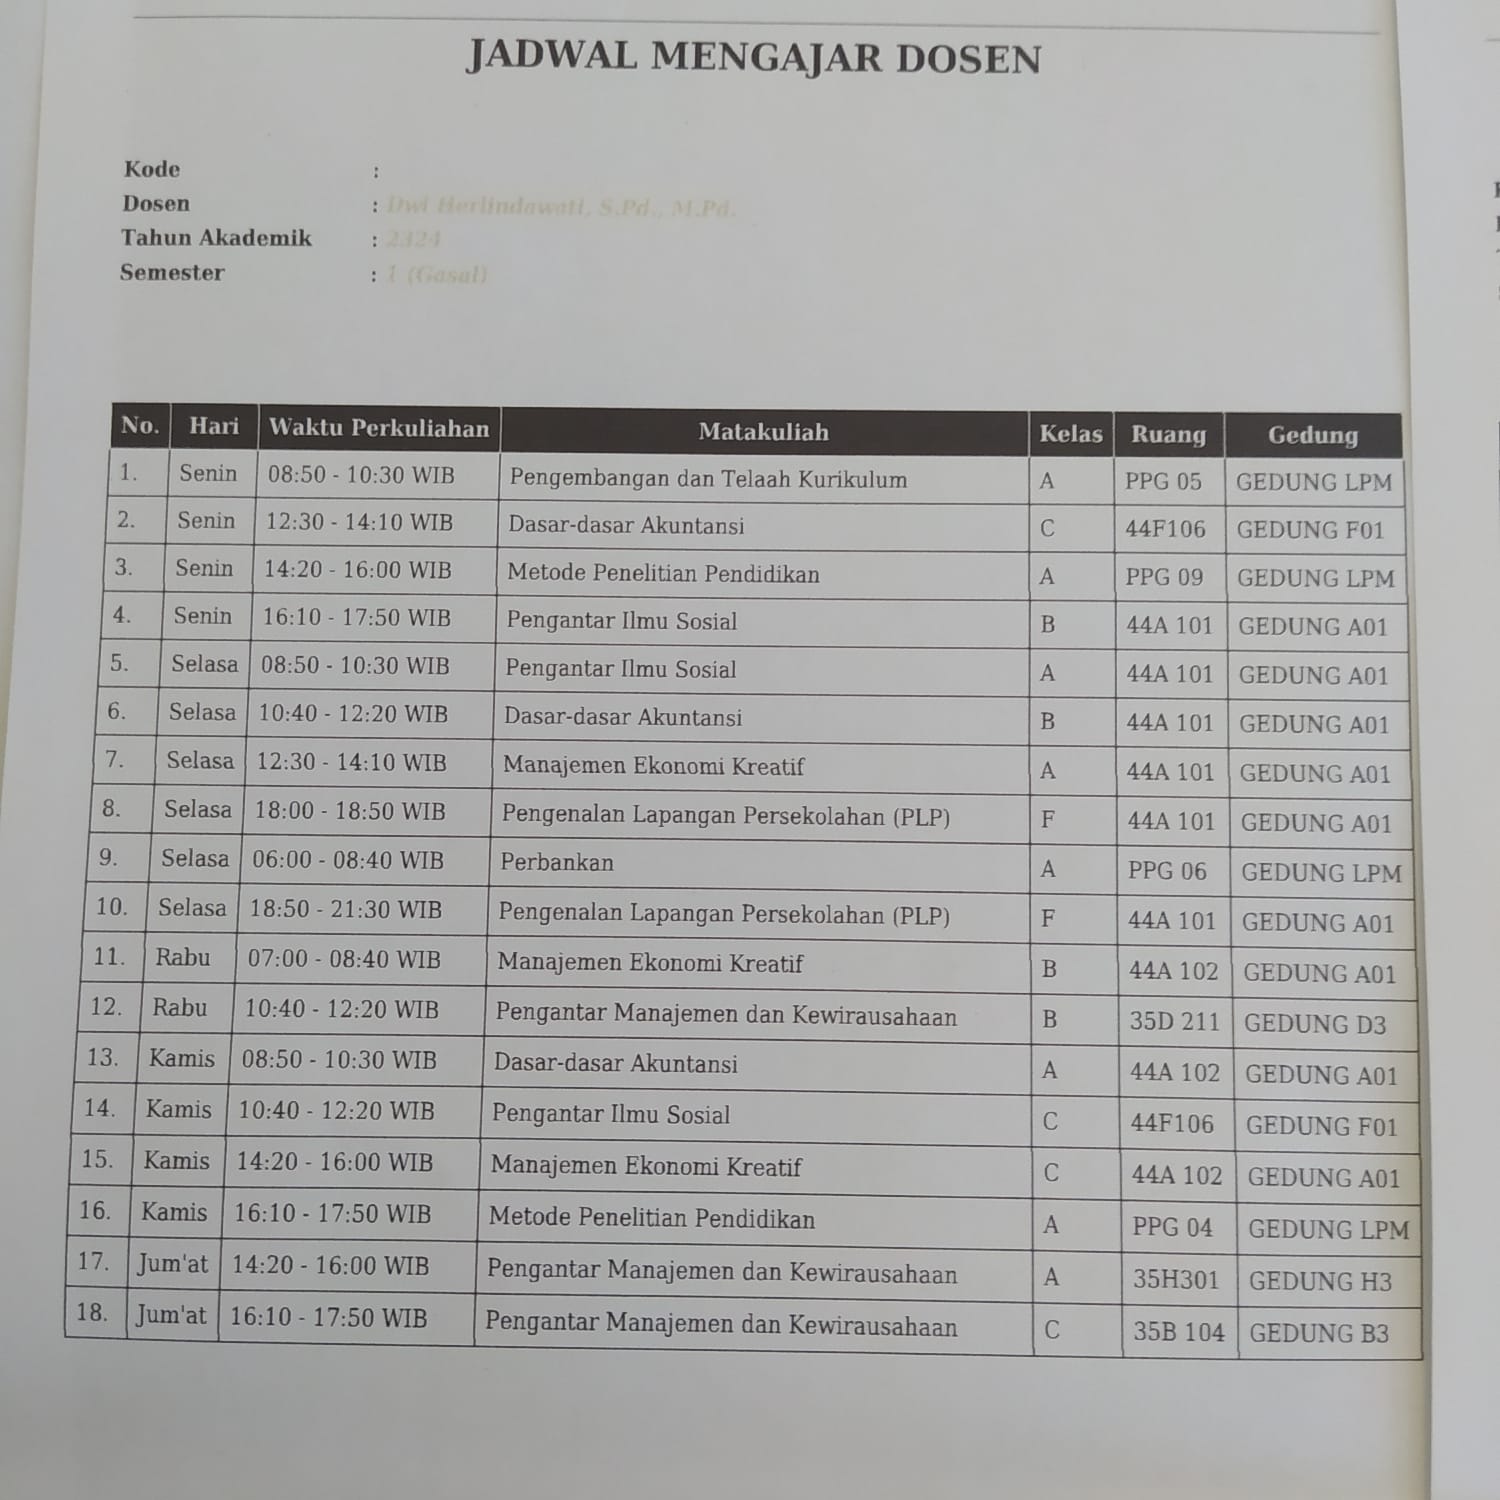 JADWAL MENGAJAR DOSEN
Kode :
Dosen : Dwi Herlindawati, S.Pd., M.Pd.
Tahun Akademik : 2324
Semester : 1 (Gasal)
No. Hari Waktu Perkuliahan Matakuliah Kelas Ruang Gedung
1. Senin 08:50 - 10:30 WIB Pengembangan dan Telaah Kurikulum A PPG 05 GEDUNG LPM
2. Senin 12:30 - 14:10 WIB Dasar-dasar Akuntansi C 44F106 GEDUNG F01
3. Senin 14:20 - 16:00 WIB Metode Penelitian Pendidikan A PPG 09 GEDUNG LPM
4. Senin 16:10 - 17:50 WIB Pengantar Ilmu Sosial B 44A 101 GEDUNG A01
5. Selasa 08:50 - 10:30 WIB Pengantar Ilmu Sosial A 44A 101 GEDUNG A01
6. Selasa 10:40 - 12:20 WIB Dasar-dasar Akuntansi B 44A 101 GEDUNG A01
7. Selasa 12:30 - 14:10 WIB Manajemen Ekonomi Kreatif A 44A 101 GEDUNG A01
8. Selasa 18:00 - 18:50 WIB Pengenalan Lapangan Persekolahan (PLP) F 44A 101 GEDUNG A01
9. Selasa 06:00 - 08:40 WIB Perbankan A PPG 06 GEDUNG LPM
10. Selasa 18:50 - 21:30 WIB Pengenalan Lapangan Persekolahan (PLP) F 44A 101 GEDUNG A01
11. Rabu 07:00 - 08:40 WIB Manajemen Ekonomi Kreatif B 44A 102 GEDUNG A01
12. Rabu 10:40 - 12:20 WIB Pengantar Manajemen dan Kewirausahaan B 35D 211 GEDUNG D3
13. Kamis 08:50 - 10:30 WIB Dasar-dasar Akuntansi A 44A 102 GEDUNG A01
14. Kamis 10:40 - 12:20 WIB Pengantar Ilmu Sosial C 44F106 GEDUNG F01
15. Kamis 14:20 - 16:00 WIB Manajemen Ekonomi Kreatif C 44A 102 GEDUNG A01
16. Kamis 16:10 - 17:50 WIB Metode Penelitian Pendidikan A PPG 04 GEDUNG LPM
17. Jum'at 14:20 - 16:00 WIB Pengantar Manajemen dan Kewirausahaan A 35H301 GEDUNG H3
18. Jum'at 16:10 - 17:50 WIB Pengantar Manajemen dan Kewirausahaan C 35B 104 GEDUNG B3